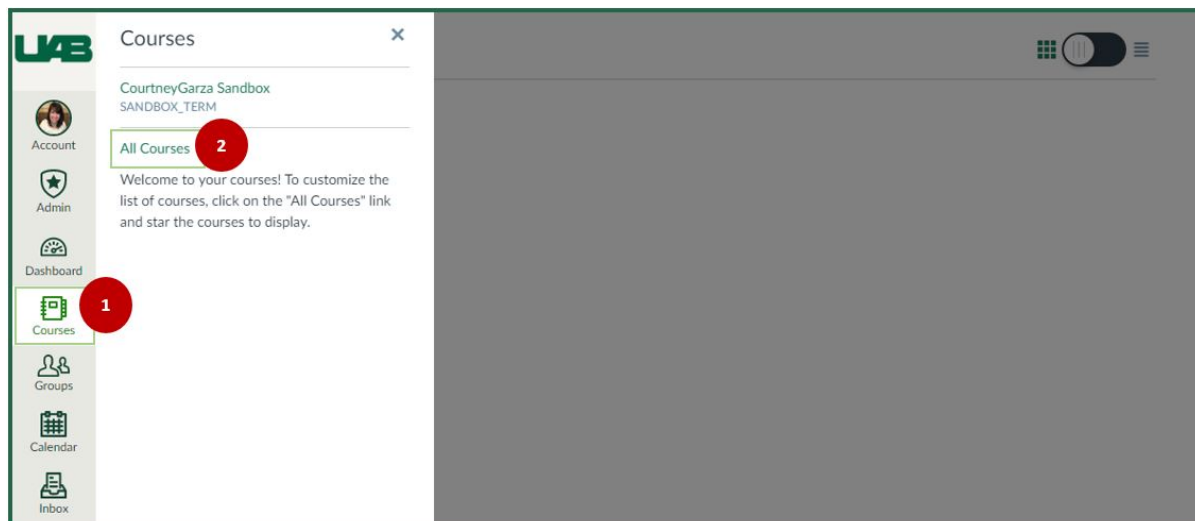 UAB
Account
Admin
Dashboard
Courses
1
Groups
Calendar
Inbox
Courses
CourtneyGarza Sandbox
SANDBOX_TERM
All Courses
2
Welcome to your courses! To customize the
list of courses, click on the "All Courses" link
and star the courses to display.